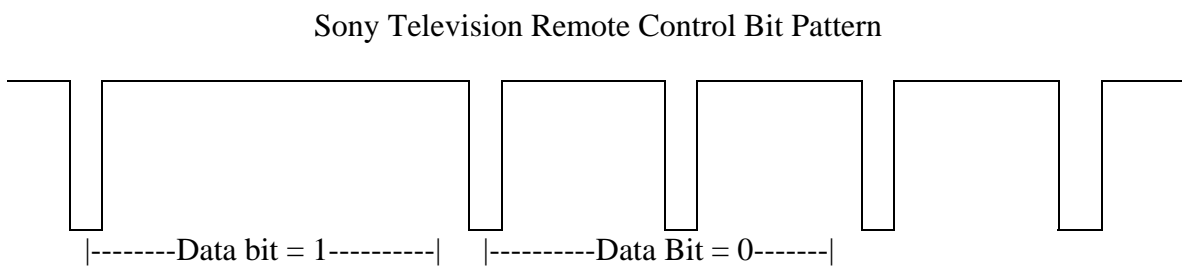 Sony Television Remote Control Bit Pattern
|--------Data bit = 1----------| |----------Data Bit = 0-------|